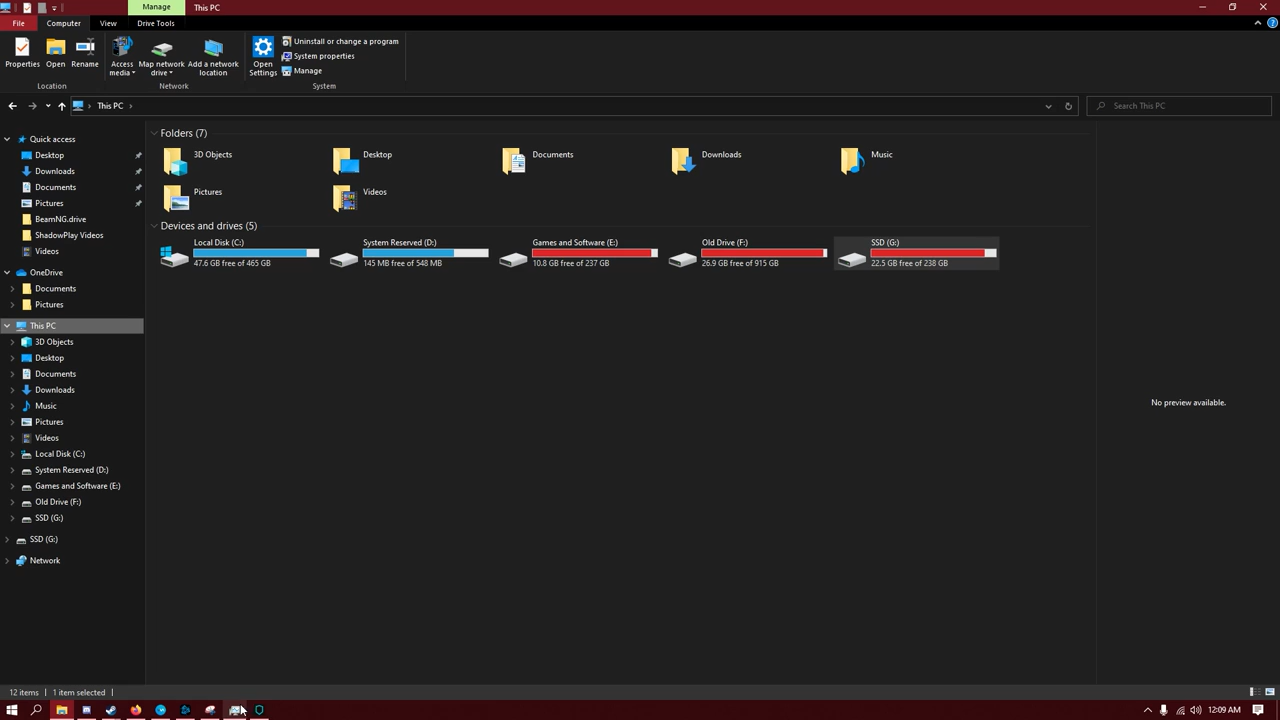 Manage
This PC
File
Computer
View
Drive Tools
Properties
Open
Rename
Access media
Map network drive
Add a network location
Open Settings
Uninstall or change a program
System properties
Manage
Location
Network
System
This PC
Search This PC
Quick access
Desktop
Downloads
Documents
Pictures
BeamNG.drive
ShadowPlay Videos
Videos
OneDrive
Documents
Pictures
This PC
3D Objects
Desktop
Documents
Downloads
Music
Pictures
Videos
Local Disk (C:)
System Reserved (D:)
Games and Software (E:)
Old Drive (F:)
SSD (G:)
SSD (G:)
Network
Folders (7)
3D Objects
Desktop
Documents
Downloads
Music
Pictures
Videos
Devices and drives (5)
Local Disk (C:)
47.6 GB free of 465 GB
System Reserved (D:)
145 MB free of 548 MB
Games and Software (E:)
10.8 GB free of 237 GB
Old Drive (F:)
26.9 GB free of 915 GB
SSD (G:)
22.5 GB free of 238 GB
No preview available.
12 items
1 item selected
12:09 AM